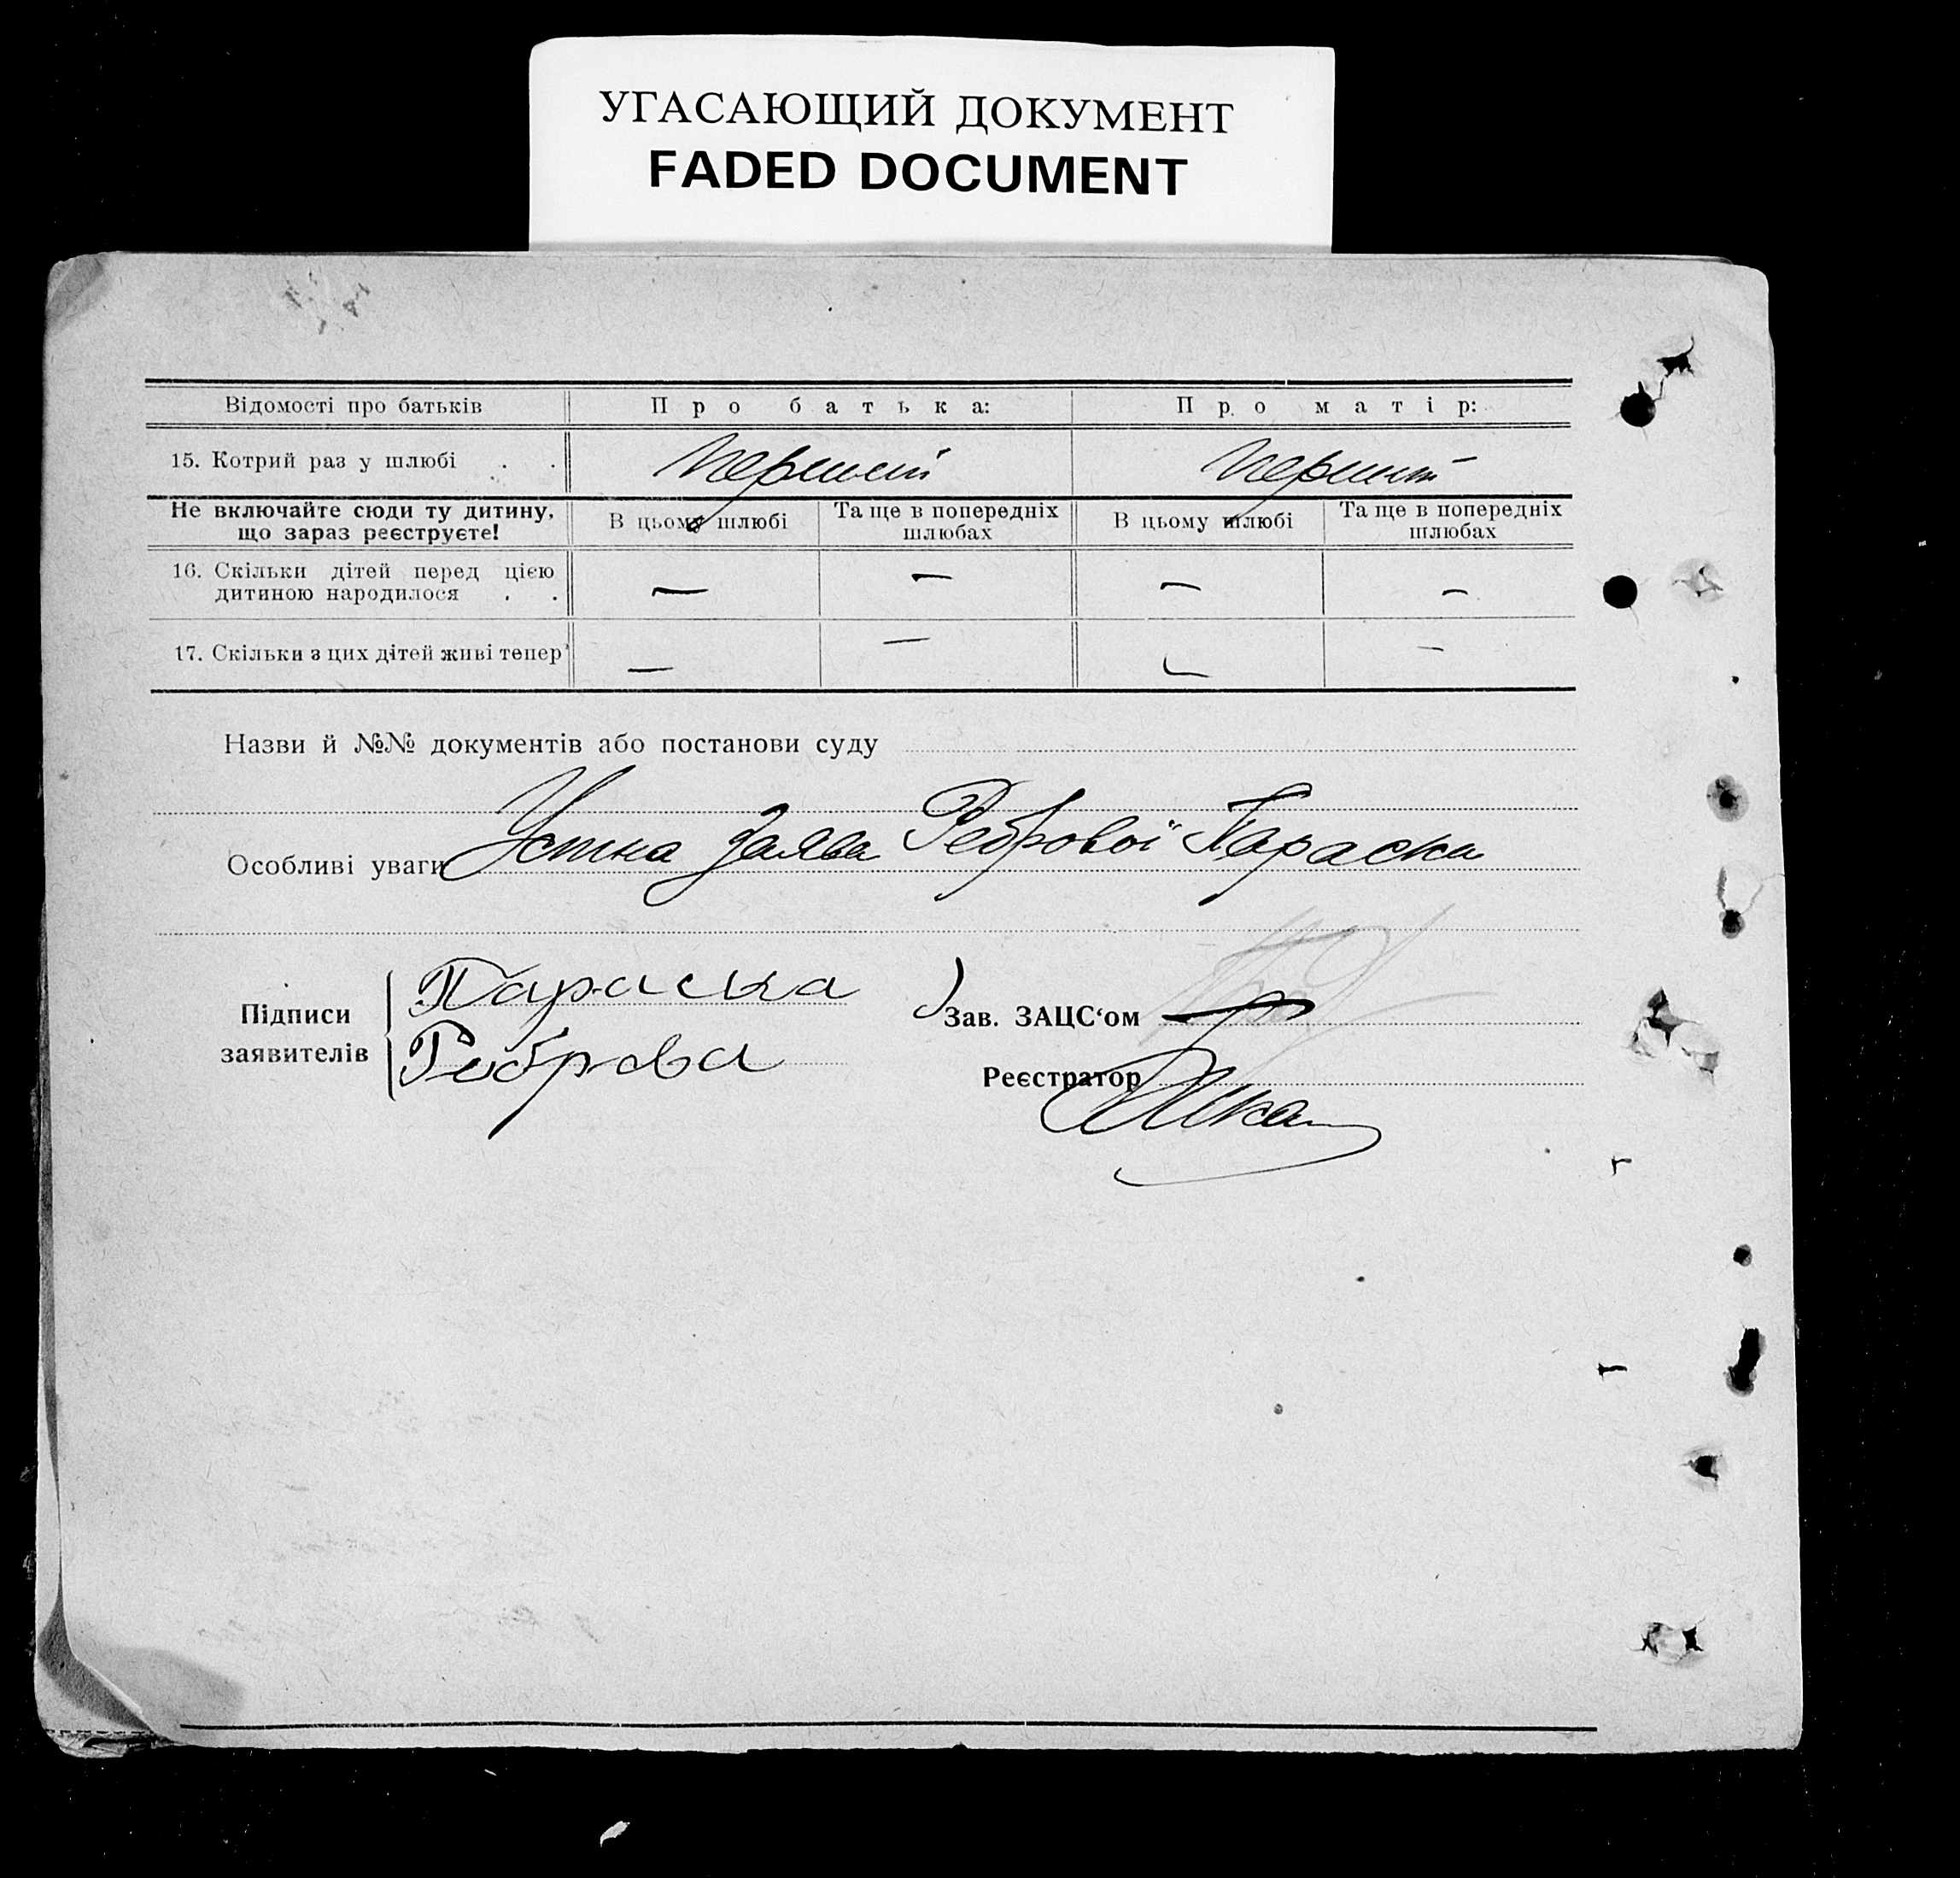 УГАСАЮЩИЙ ДОКУМЕНТ
FADED DOCUMENT
Відомості про батьків Про батька: Про матір:
15. Котрий раз у шлюбі . . перший перший
Не включайте сюди ту дитину, що зараз реєструєте! В цьому шлюбі Та ще в попередніх шлюбах В цьому шлюбі Та ще в попередніх шлюбах
16. Скільки дітей перед цією
дитиною народилося . . — — — —
17. Скільки з цих дітей живі тепер — — — —
Назви й №№ документів або постанови суду
Особливі уваги Устна заява Ребрової Параски
Підписи заявителів Параска
Реброва
Зав. ЗАЦС‘ом
Реєстратор